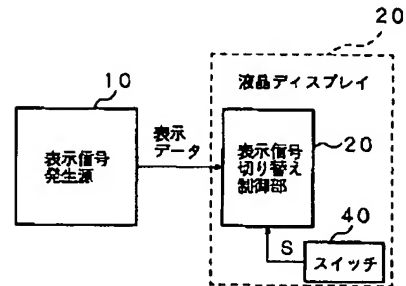 20
10
液晶ディスプレイ
表示
データ
表示信号
発生源
表示信号
切り替え
制御部
20
40
S
スイッチ